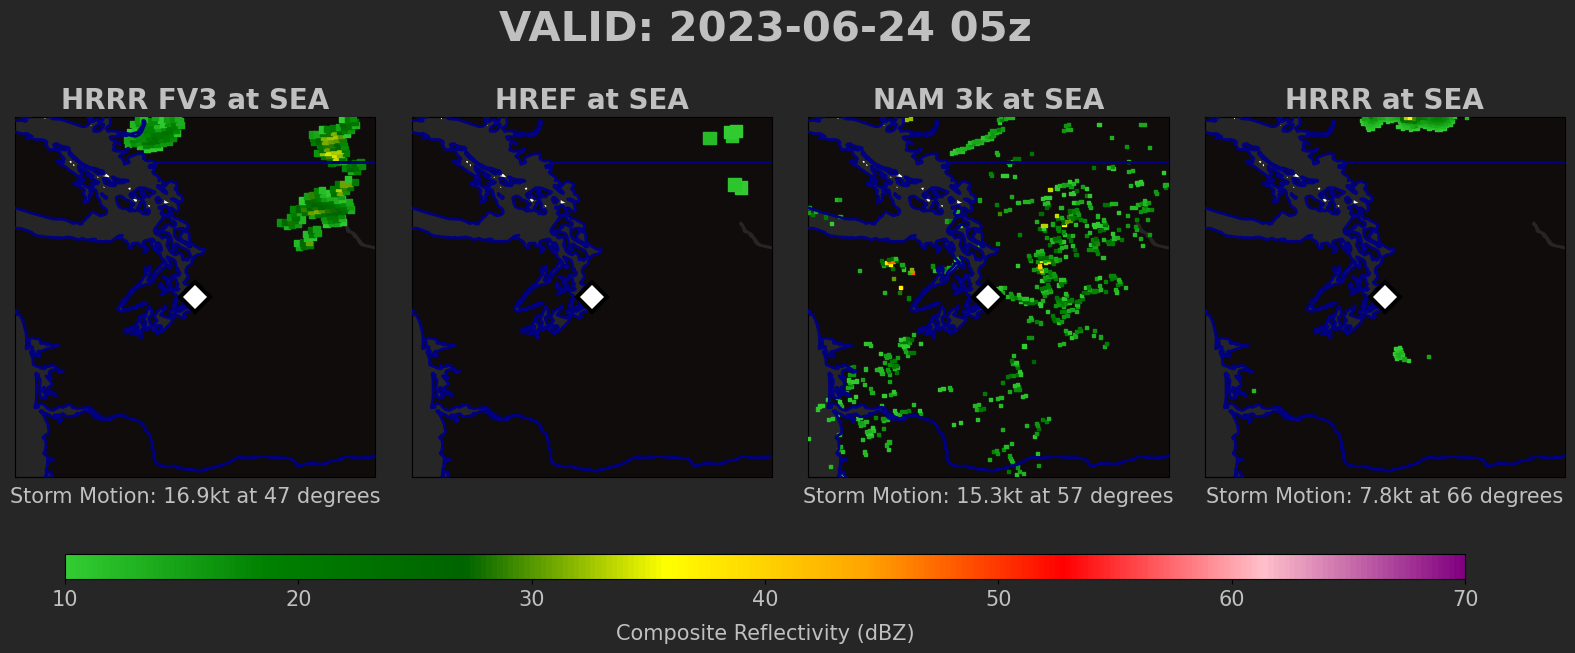 VALID: 2023-06-24 05z
HRRR FV3 at SEA
HREF at SEA
NAM 3k at SEA
HRRR at SEA
Storm Motion: 16.9kt at 47 degrees
Storm Motion: 15.3kt at 57 degrees
Storm Motion: 7.8kt at 66 degrees
10 20 30 40 50 60 70
Composite Reflectivity (dBZ)